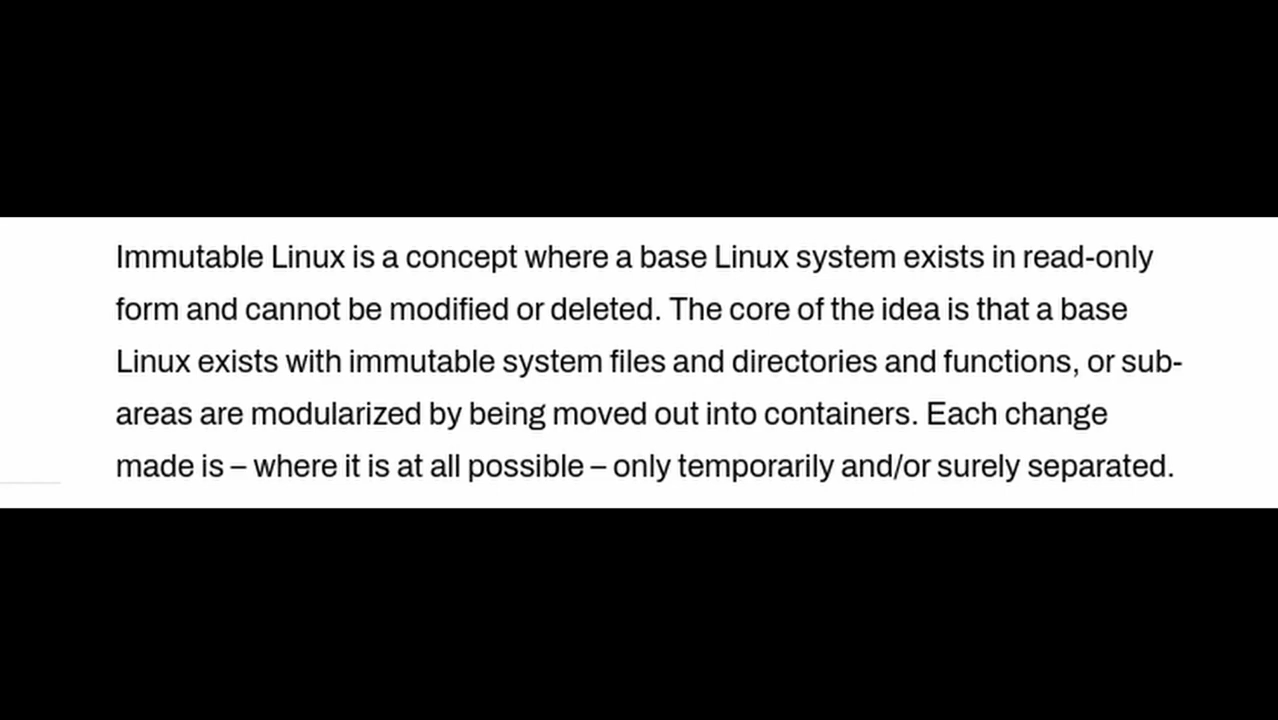 Immutable Linux is a concept where a base Linux system exists in read-only
form and cannot be modified or deleted. The core of the idea is that a base
Linux exists with immutable system files and directories and functions, or sub-
areas are modularized by being moved out into containers. Each change
made is – where it is at all possible – only temporarily and/or surely separated.